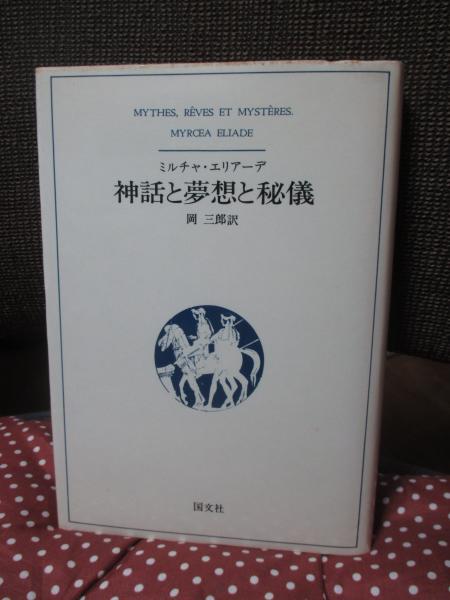 MYTHES, RÊVES ET MYSTÈRES.
MYRCEA ELIADE
ミルチャ・エリアーデ
神話と夢想と秘儀
岡 三郎訳
国文社